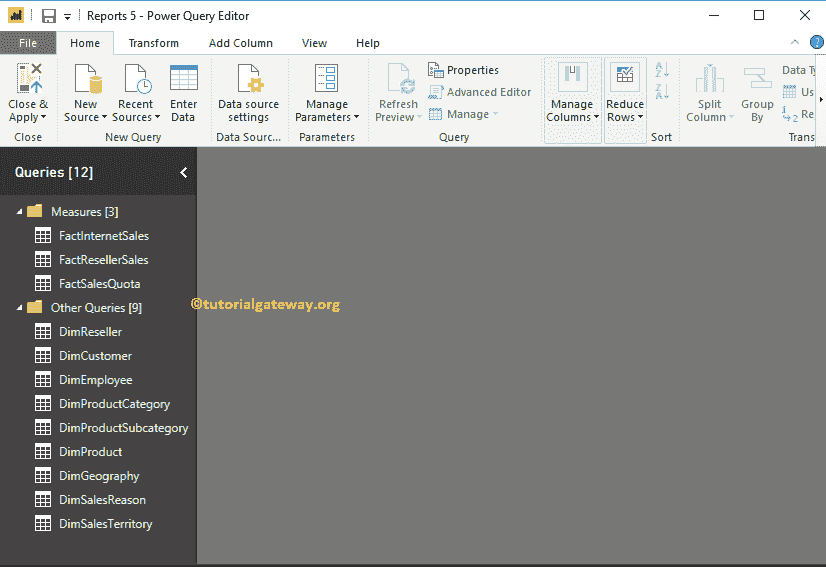 Reports 5 - Power Query Editor
File Home Transform Add Column View Help
Close & Apply
New Source
Recent Sources
Enter Data
Data source settings
Manage Parameters
Refresh Preview
Properties
Advanced Editor
Manage
Manage Columns
Reduce Rows
Split Column
Group By
Data Ty
Us
Re
Close New Query Data Sourc... Parameters Query Sort Trans
Queries [12]
Measures [3]
FactInternetSales
FactResellerSales
FactSalesQuota
Other Queries [9]
©tutorialgateway.org
DimReseller
DimCustomer
DimEmployee
DimProductCategory
DimProductSubcategory
DimProduct
DimGeography
DimSalesReason
DimSalesTerritory